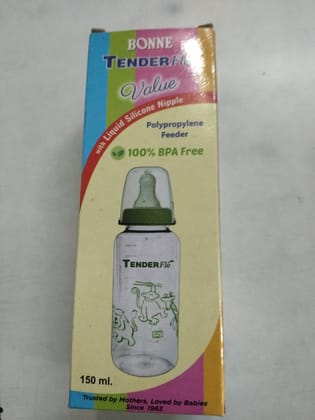 BONNE
TENDERFlo
Value
with Liquid Silicone Nipple
Polypropylene
Feeder
100% BPA Free
TENDERFlo
150 ml.
Trusted by Mothers, Loved by Babies
Since 1963